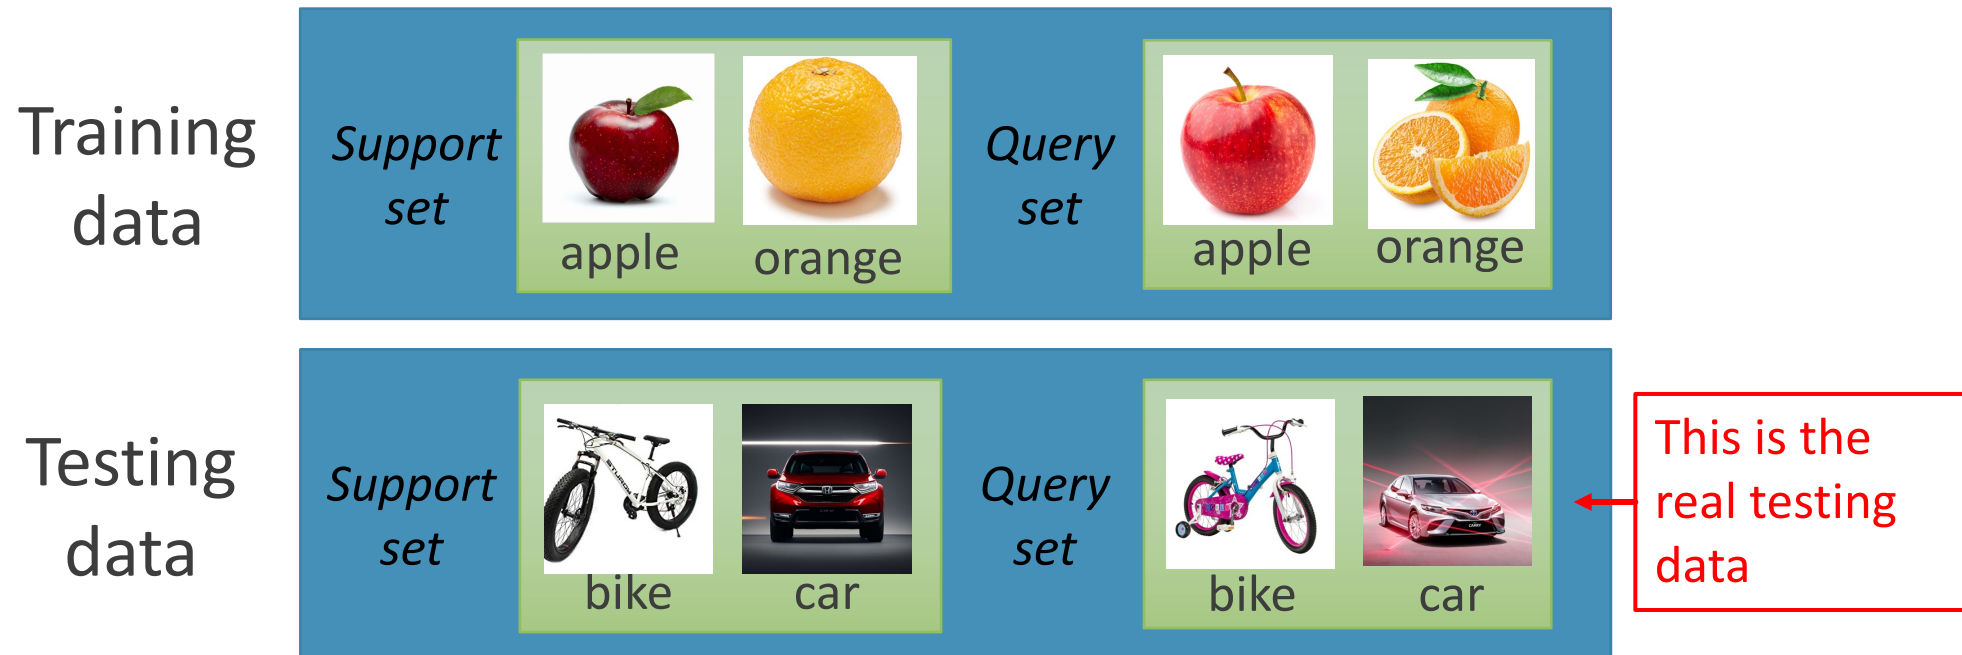 Training
data
Support
set
apple
orange
Query
set
apple
orange
Testing
data
Support
set
bike
car
Query
set
bike
car
CAMRY
This is the
real testing
data